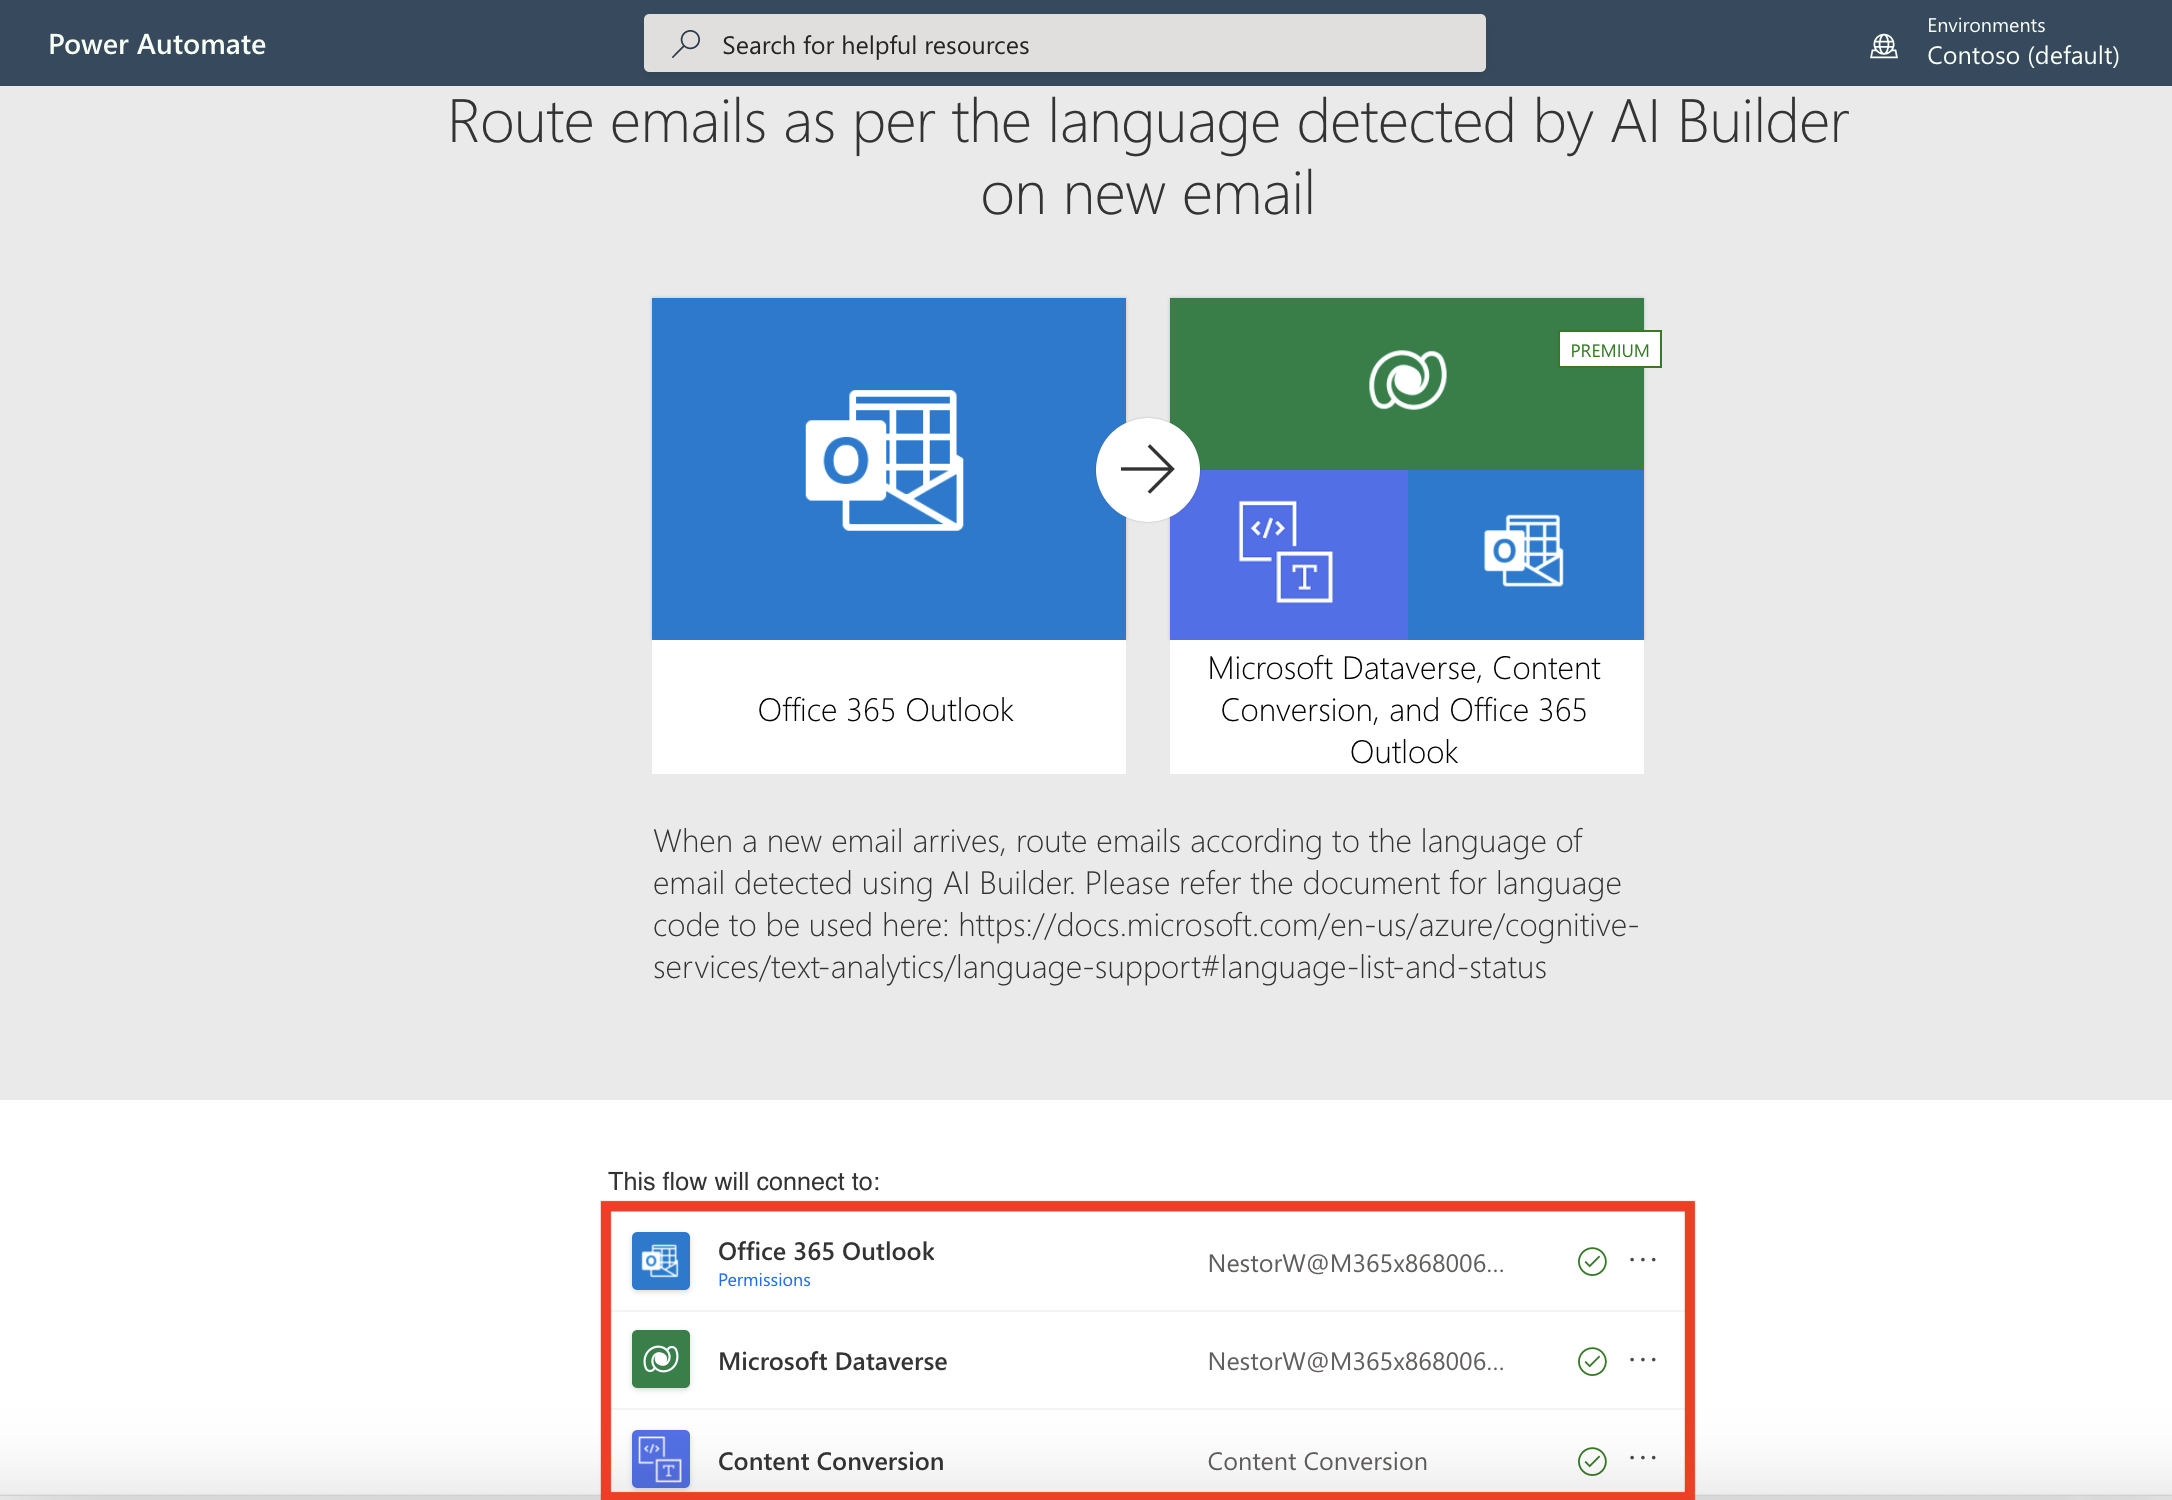 Power Automate
Search for helpful resources
Environments
Contoso (default)
Route emails as per the language detected by AI Builder
on new email
PREMIUM
Office 365 Outlook
Microsoft Dataverse, Content
Conversion, and Office 365
Outlook
When a new email arrives, route emails according to the language of
email detected using AI Builder. Please refer the document for language
code to be used here: https://docs.microsoft.com/en-us/azure/cognitive-
services/text-analytics/language-support#language-list-and-status
This flow will connect to:
Office 365 Outlook
Permissions
NestorW@M365x868006...
Microsoft Dataverse
NestorW@M365x868006...
Content Conversion
Content Conversion